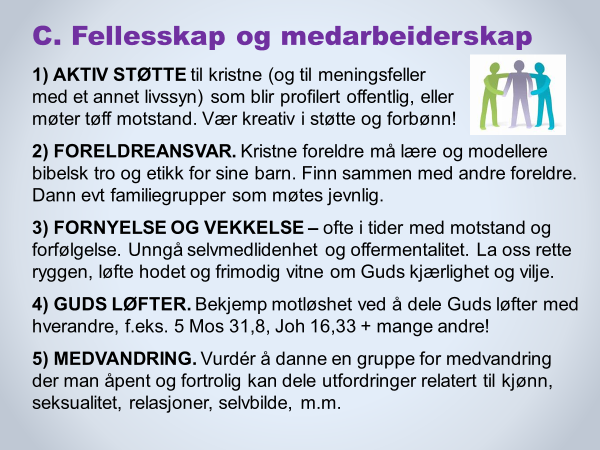 C. Fellesskap og medarbeiderskap
1) AKTIV STØTTE til kristne (og til meningsfeller
med et annet livssyn) som blir profilert offentlig, eller
møter tøff motstand. Vær kreativ i støtte og forbønn!
2) FORELDREANSVAR. Kristne foreldre må lære og modellere
bibelsk tro og etikk for sine barn. Finn sammen med andre foreldre.
Dann evt familiegrupper som møtes jevnlig.
3) FORNYELSE OG VEKKELSE – ofte i tider med motstand og
forfølgelse. Unngå selvmedlidenhet og offermentalitet. La oss rette
ryggen, løfte hodet og frimodig vitne om Guds kjærlighet og vilje.
4) GUDS LØFTER. Bekjemp motløshet ved å dele Guds løfter med
hverandre, f.eks. 5 Mos 31,8, Joh 16,33 + mange andre!
5) MEDVANDRING. Vurdér å danne en gruppe for medvandring
der man åpent og fortrolig kan dele utfordringer relatert til kjønn,
seksualitet, relasjoner, selvbilde, m.m.